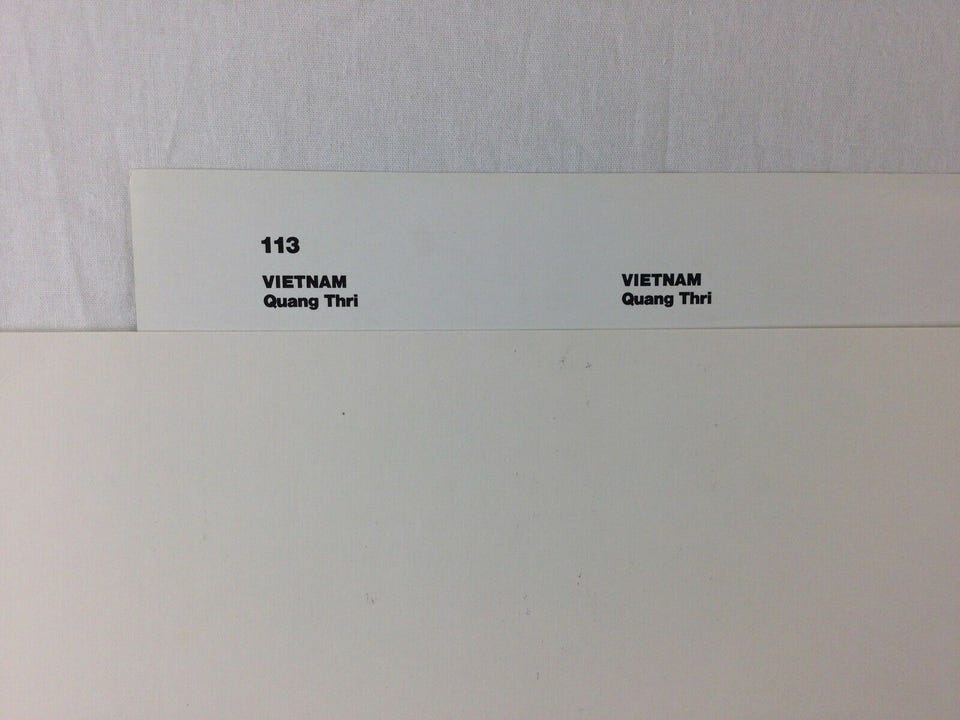 113
VIETNAM
Quang Thri
VIETNAM
Quang Thri